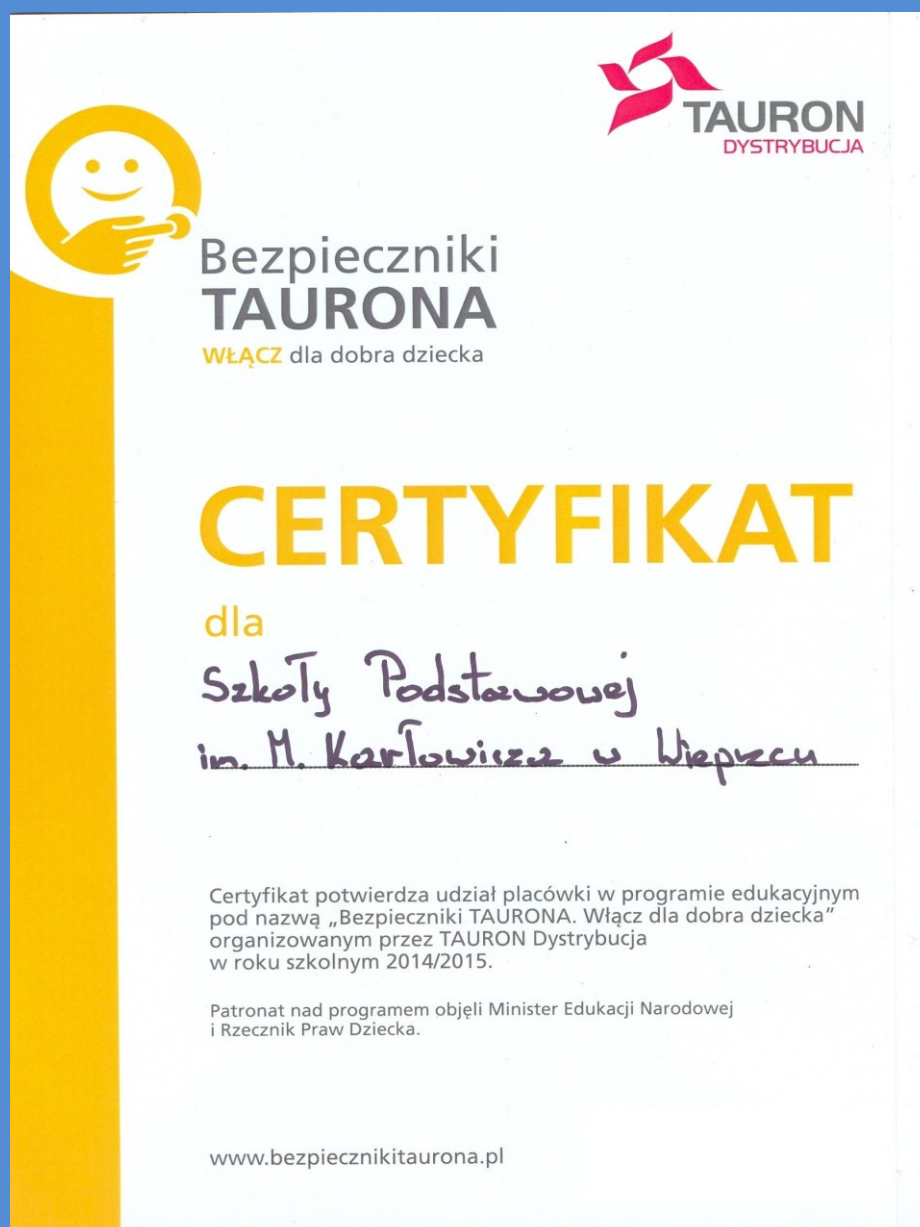 TAURON
DYSTRYBUCJA
Bezpieczniki
TAURONA
WŁĄCZ dla dobra dziecka
CERTYFIKAT
dla
Szkoły Podstawowej
im. M. Karłowicza w Wieprzcu
Certyfikat potwierdza udział placówki w programie edukacyjnym
pod nazwą „Bezpieczniki TAURONA. Włącz dla dobra dziecka”
organizowanym przez TAURON Dystrybucja
w roku szkolnym 2014/2015.
Patronat nad programem objęli Minister Edukacji Narodowej
i Rzecznik Praw Dziecka.
www.bezpiecznikitaurona.pl